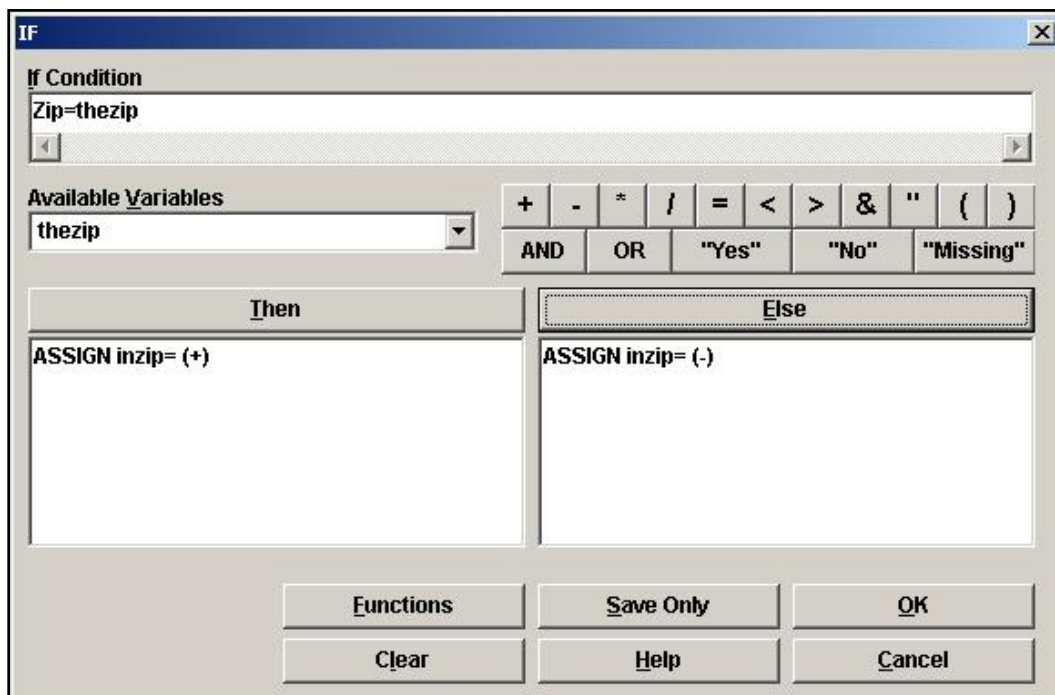 IF
If Condition
Zip=thezip
Available Variables
thezip
+ - * / = < > & " ( )
AND OR "Yes" "No" "Missing"
Then Else
ASSIGN inzip= (+) ASSIGN inzip= (-)
Functions Save Only OK
Clear Help Cancel